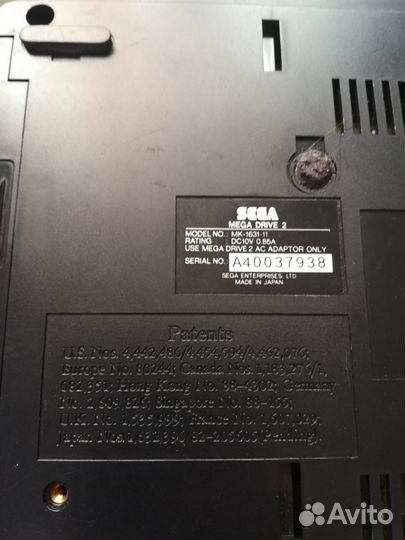 SEGA
MEGA DRIVE 2
MODEL NO.: MK-1631-11
RATING : DC10V 0.85A
USE MEGA DRIVE 2 AC ADAPTOR ONLY
SERIAL NO.: A40037938
SEGA ENTERPRISES, LTD
MADE IN JAPAN
Patents
U.S. Nos. 4,442,486/4,454,594/4,462,076;
Europe No. 80244; Canada Nos. 1,183,276/1,
082,351; Hong Kong No. 88-4302; Germany
No. 2,609,826; Singapore No. 88-155;
U.K. No. 1,535,999; France No. 1,607,029;
Japan Nos. 1,632,396/82-205605 (Pending).
Avito